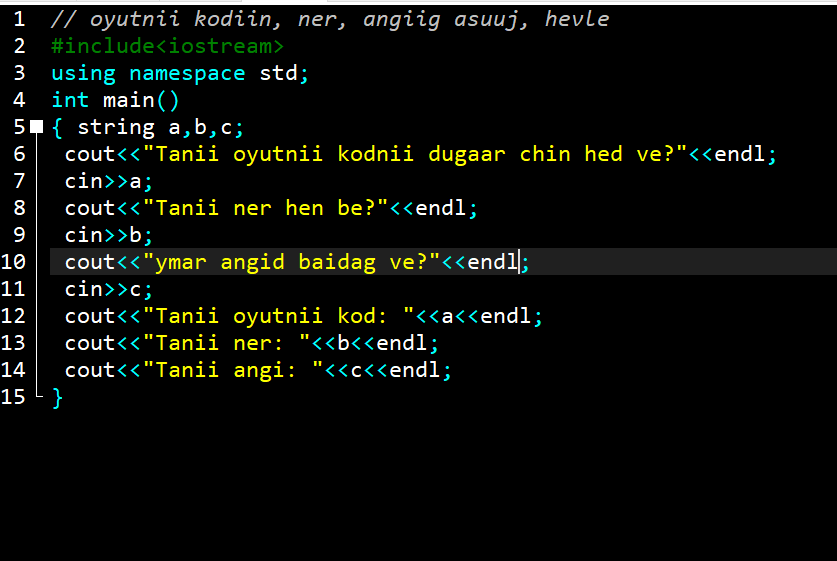 1 // oyutnii kodiin, ner, angiig asuuj, hevle
2 #include<iostream>
3 using namespace std;
4 int main()
5 { string a,b,c;
6 cout<<"Tanii oyutnii kodnii dugaar chin hed ve?"<<endl;
7 cin>>a;
8 cout<<"Tanii ner hen be?"<<endl;
9 cin>>b;
10 cout<<"ymar angid baidag ve?"<<endl;
11 cin>>c;
12 cout<<"Tanii oyutnii kod: "<<a<<endl;
13 cout<<"Tanii ner: "<<b<<endl;
14 cout<<"Tanii angi: "<<c<<endl;
15 }